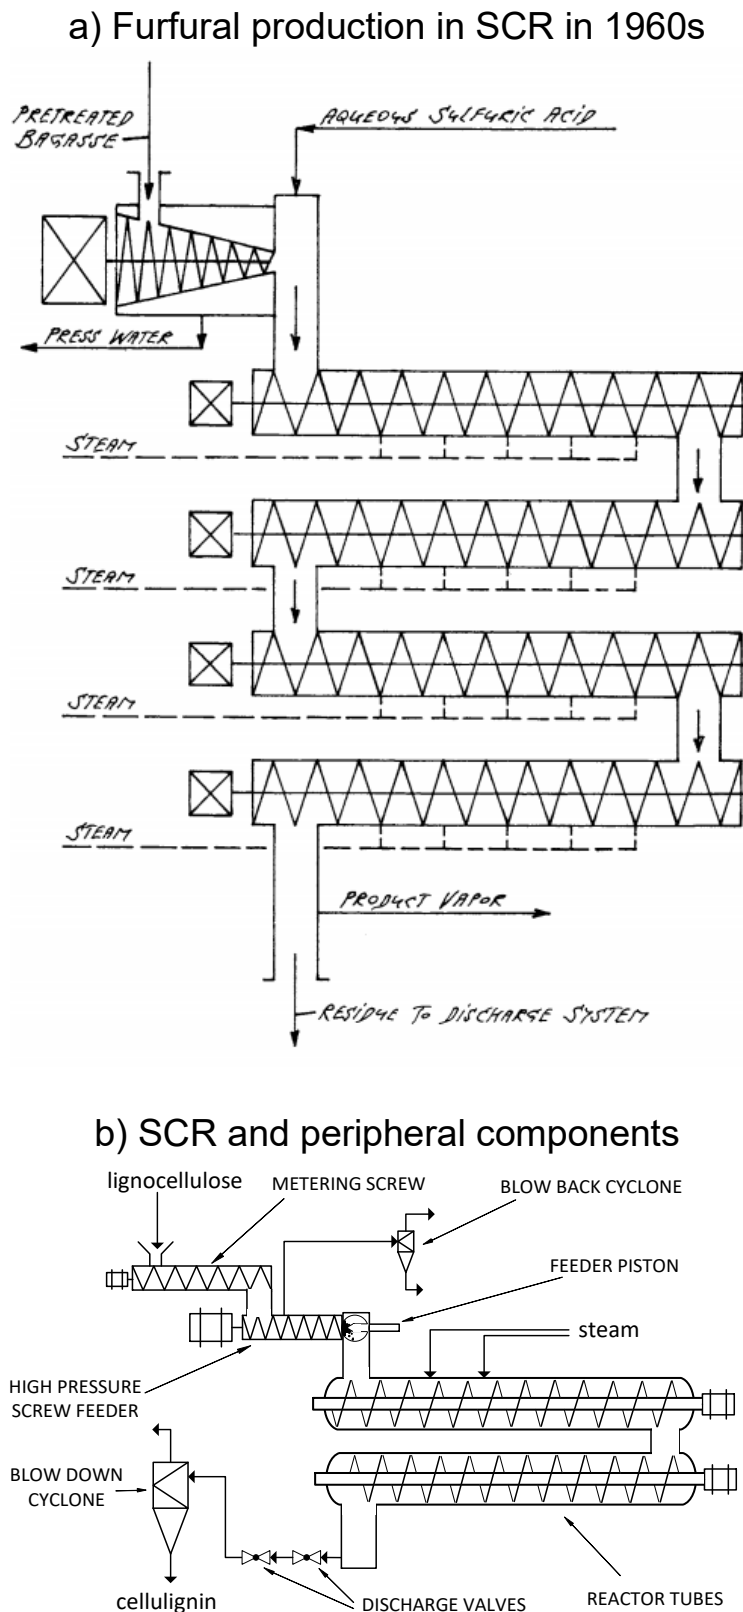 a) Furfural production in SCR in 1960s
PRETREATED
BAGASSE
AQUEOUS SULFURIC ACID
PRESS WATER
STEAM
STEAM
STEAM
STEAM
PRODUCT VAPOR
RESIDUE TO DISCHARGE SYSTEM
b) SCR and peripheral components
lignocellulose
METERING SCREW
BLOW BACK CYCLONE
FEEDER PISTON
steam
HIGH PRESSURE
SCREW FEEDER
BLOW DOWN
CYCLONE
cellulignin
DISCHARGE VALVES
REACTOR TUBES